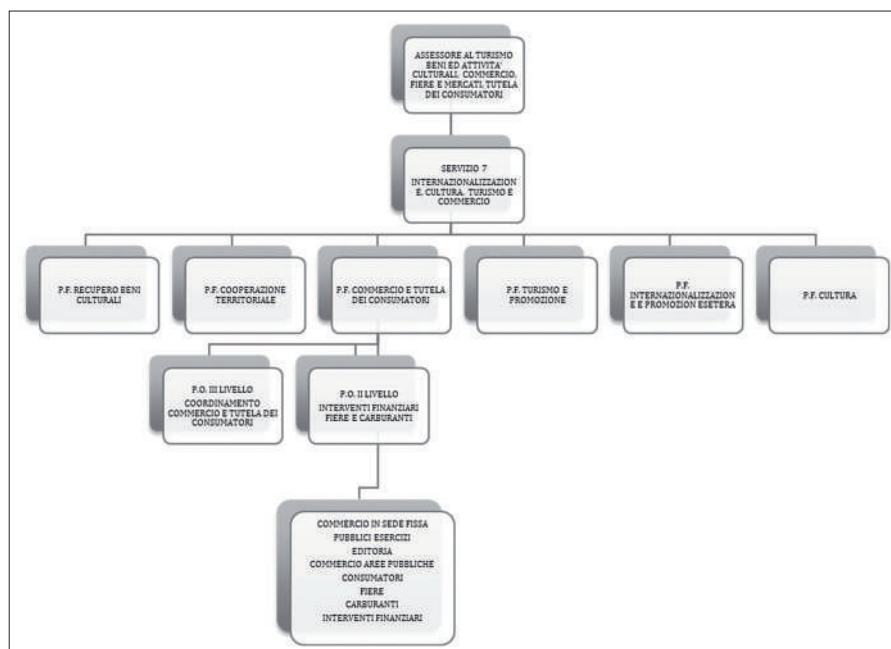 ASSESSORE AL TURISMO
BENI ED ATTIVITA'
CULTURALI, COMMERCIO,
FIERE E MERCATI, TUTELA
DEI CONSUMATORI
SERVIZIO 7
INTERNAZIONALIZZAZION
E, CULTURA, TURISMO E
COMMERCIO
P.F. RECUPERO BENI
CULTURALI
P.F. COOPERAZIONE
TERRITORIALE
P.F. COMMERCIO E TUTELA
DEI CONSUMATORI
P.F. TURISMO E
PROMOZIONE
P.F.
INTERNAZIONALIZZAZION
E E PROMOZION ESETERA
P.F. CULTURA
P.O. III LIVELLO
COORDINAMENTO
COMMERCIO E TUTELA DEI
CONSUMATORI
P.O. II LIVELLO
INTERVENTI FINANZIARI
FIERE E CARBURANTI
COMMERCIO IN SEDE FISSA
PUBBLICI ESERCIZI
EDITORIA
COMMERCIO AREE PUBBLICHE
CONSUMATORI
FIERE
CARBURANTI
INTERVENTI FINANZIARI